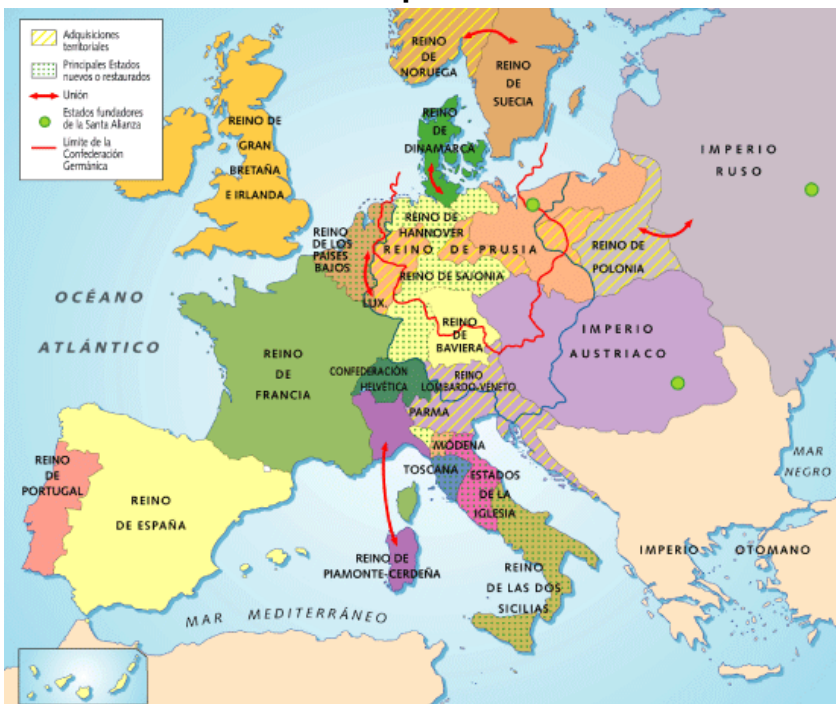 Adquisiciones
territoriales
Principales Estados
nuevos o restaurados
Unión
Estados fundadores
de la Santa Alianza
Límite de la
Confederación
Germánica
REINO
DE
NORUEGA
REINO
DE
SUECIA
REINO
DE
DINAMARCA
REINO DE
GRAN
BRETAÑA
E IRLANDA
IMPERIO
RUSO
REINO
DE LOS
PAÍSES
BAJOS
REINO DE
HANNOVER
REINO DE PRUSIA
REINO DE
POLONIA
REINO DE SAJONIA
LUX.
OCÉANO
ATLÁNTICO
REINO
DE
BAVIERA
IMPERIO
AUSTRIACO
REINO
DE
FRANCIA
CONFEDERACIÓN
HELVÉTICA
REINO
LOMBARDO-VENETO
PARMA
MÓDENA
TOSCANA
ESTADOS
DE LA
IGLESIA
MAR
NEGRO
REINO
DE
PORTUGAL
REINO
DE ESPAÑA
REINO DE
PIAMONTE-CERDEÑA
REINO
DE LAS DOS
SICILIAS
IMPERIO OTOMANO
MAR MEDITERRÁNEO